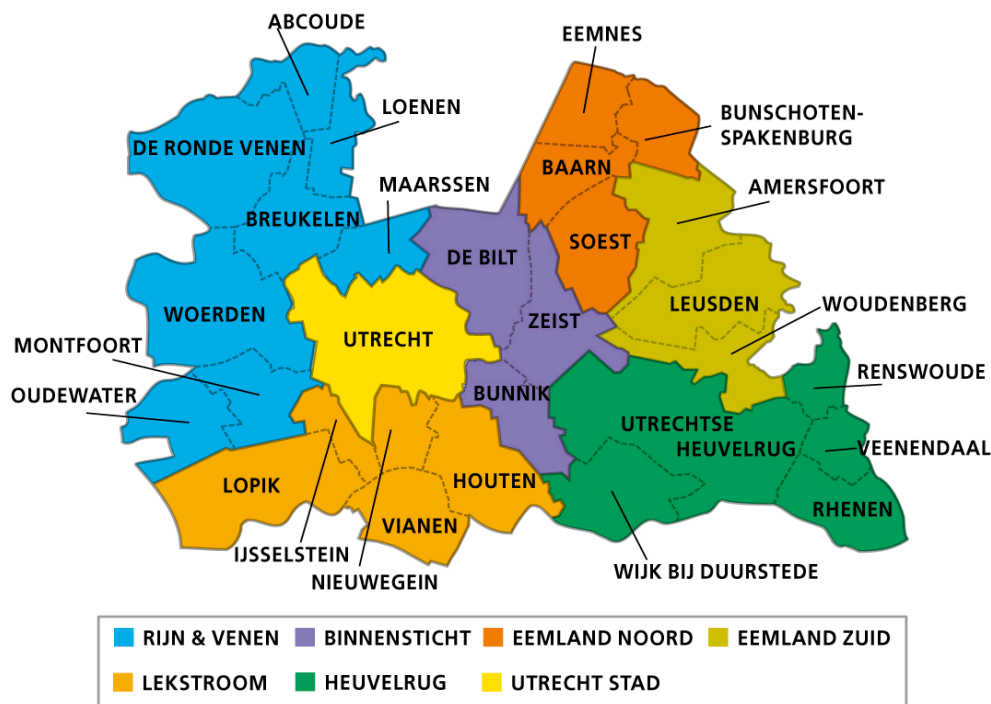 ABCOUDE
EEMNES
LOENEN
BUNSCHOTEN-
SPAKENBURG
DE RONDE VENEN
BAARN
MAARSSEN
AMERSFOORT
BREUKELEN
SOEST
DE BILT
LEUSDEN
WOUDENBERG
WOERDEN
ZEIST
UTRECHT
MONTFOORT
RENSWOUDE
OUDEWATER
BUNNIK
UTRECHTSE
HEUVELRUG
VEENENDAAL
LOPIK
HOUTEN
RHENEN
VIANEN
IJSSELSTEIN
NIEUWEGEIN
WIJK BIJ DUURSTEDE
RIJN & VENEN
BINNENSTICHT
EEMLAND NOORD
EEMLAND ZUID
LEKSTROOM
HEUVELRUG
UTRECHT STAD